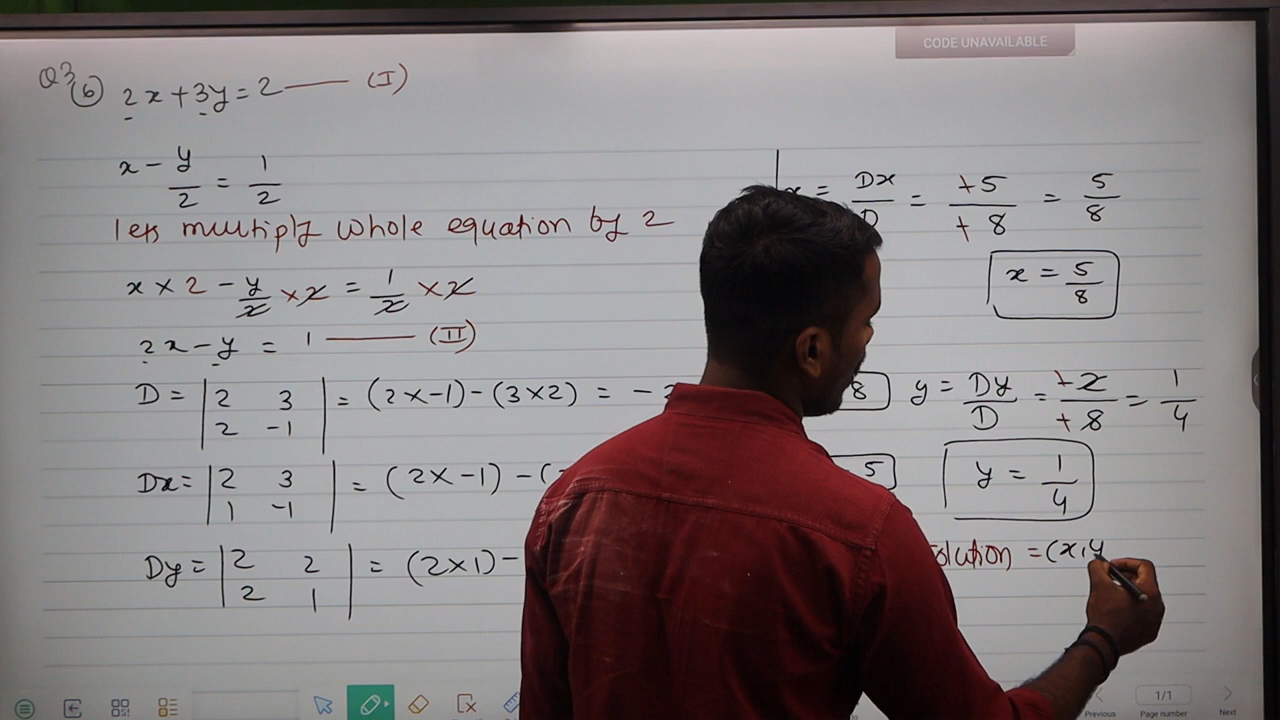 CODE UNAVAILABLE
Q3 (6) 2x+3y=2 —— (I)
x - y/2 = 1/2
lets multiply whole equation by 2
x × 2 - y/2 × 2 = 1/2 × 2
2x - y = 1 —— (II)
D = | 2 3 | = (2×-1) - (3×2) = -
| 2 -1 |
Dx = | 2 3 | = (2×-1) - (
| 1 -1 |
Dy = | 2 2 | = (2×1) -
| 2 1 |
= Dx/D = +5/+8 = 5/8
x = 5/8
8
y = Dy/D = +2/+8 = 1/4
- 5
y = 1/4
olution = (x,y
1/1
Previous Page number Next